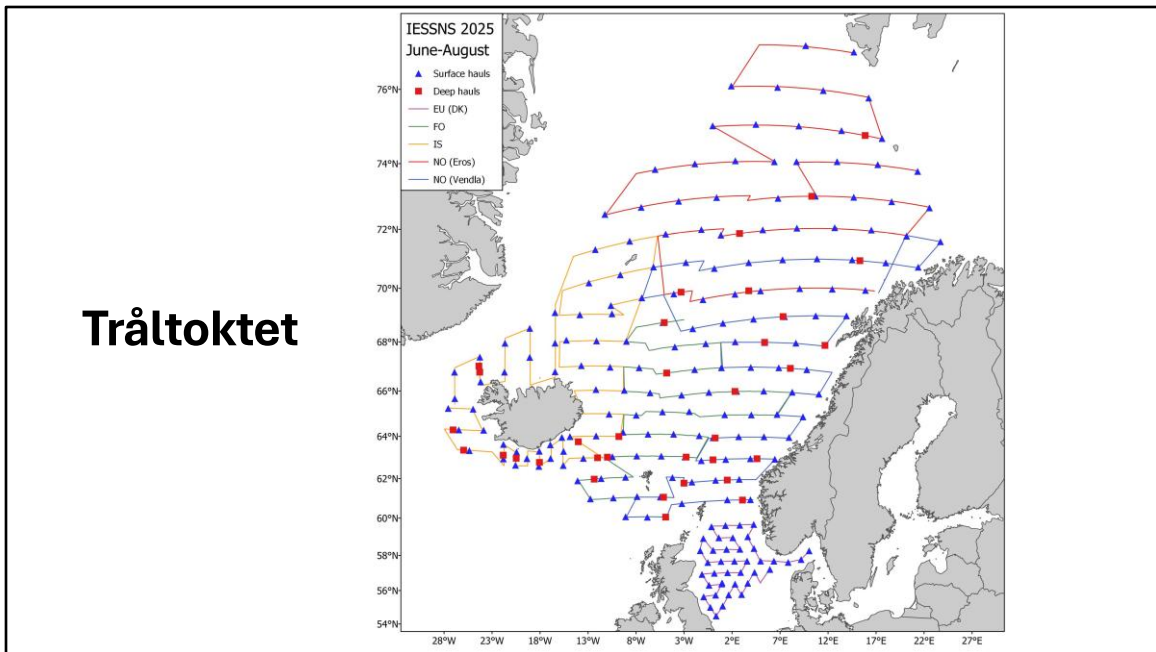 Tråltoktet
IESSNS 2025
June-August
Surface hauls
Deep hauls
EU (DK)
FO
IS
NO (Eros)
NO (Vendla)
76°N
74°N
72°N
70°N
68°N
66°N
64°N
62°N
60°N
58°N
56°N
54°N
28°W 23°W 18°W 13°W 8°W 3°W 2°E 7°E 12°E 17°E 22°E 27°E